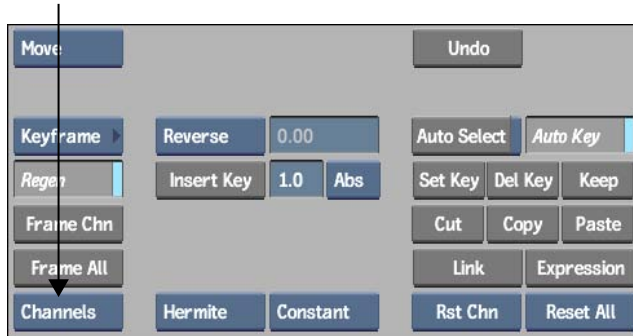 Move Undo
Keyframe Reverse 0.00 Auto Select Auto Key
Regen Insert Key 1.0 Abs Set Key Del Key Keep
Frame Chn Cut Copy Paste
Frame All Link Expression
Channels Hermite Constant Rst Chn Reset All